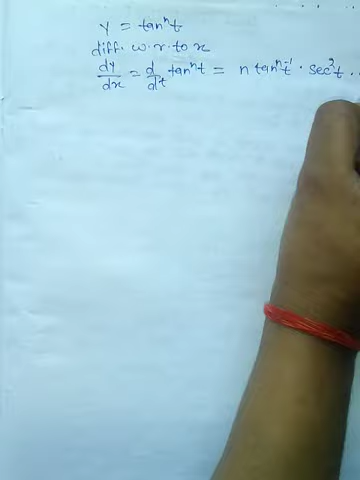 y = tanⁿt
diff. w.r.to x
dy/dx = d/dt tanⁿt = n tanⁿ⁻¹t · sec²t ..